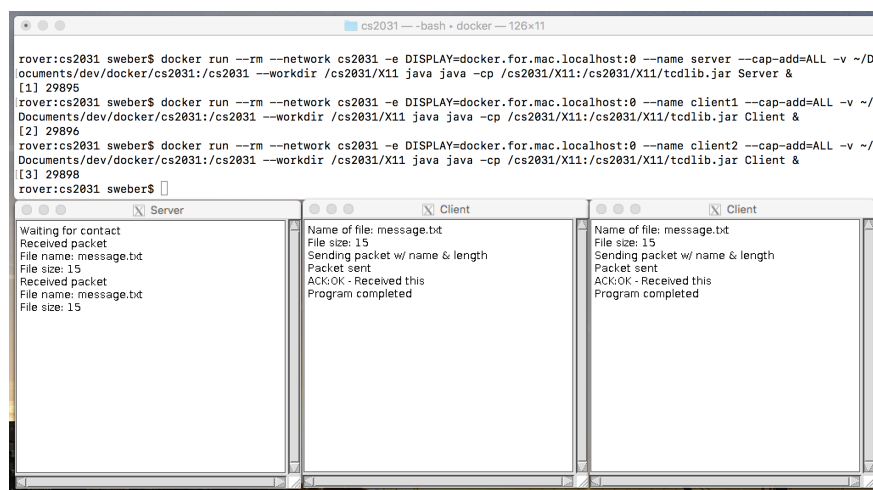 cs2031 — -bash • docker — 126×11
rover:cs2031 sweber$ docker run --rm --network cs2031 -e DISPLAY=docker.for.mac.localhost:0 --name server --cap-add=ALL -v ~/D
[ocuments/dev/docker/cs2031:/cs2031 --workdir /cs2031/X11 java java -cp /cs2031/X11:/cs2031/X11/tcdlib.jar Server &
[1] 29895
[rover:cs2031 sweber$ docker run --rm --network cs2031 -e DISPLAY=docker.for.mac.localhost:0 --name client1 --cap-add=ALL -v ~/
Documents/dev/docker/cs2031:/cs2031 --workdir /cs2031/X11 java java -cp /cs2031/X11:/cs2031/X11/tcdlib.jar Client &
[2] 29896
rover:cs2031 sweber$ docker run --rm --network cs2031 -e DISPLAY=docker.for.mac.localhost:0 --name client2 --cap-add=ALL -v ~/
Documents/dev/docker/cs2031:/cs2031 --workdir /cs2031/X11 java java -cp /cs2031/X11:/cs2031/X11/tcdlib.jar Client &
[[3] 29898
rover:cs2031 sweber$
X Server
Waiting for contact
Received packet
File name: message.txt
File size: 15
Received packet
File name: message.txt
File size: 15
X Client
Name of file: message.txt
File size: 15
Sending packet w/ name & length
Packet sent
ACK:OK - Received this
Program completed
X Client
Name of file: message.txt
File size: 15
Sending packet w/ name & length
Packet sent
ACK:OK - Received this
Program completed